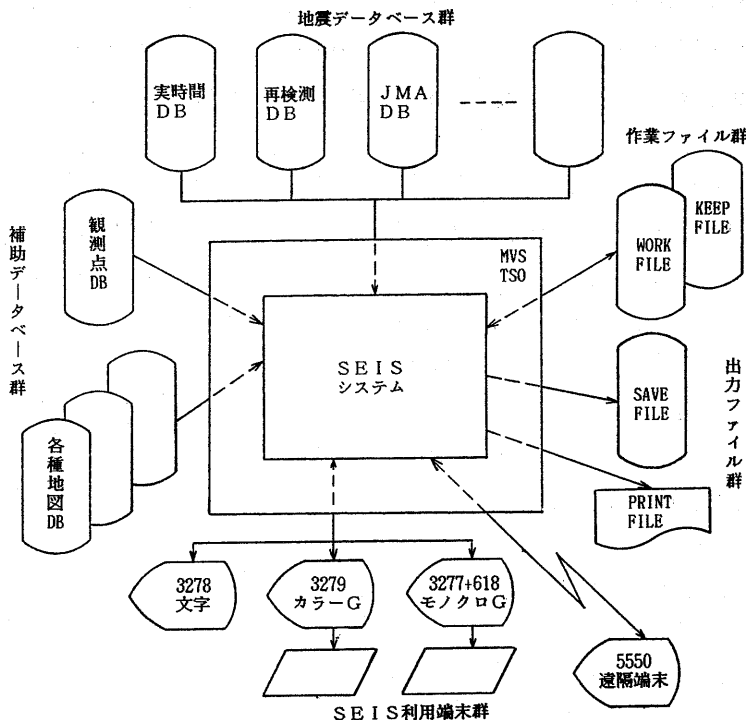 地震データベース群
実時間
DB
再検測
DB
JMA
DB
作業ファイル群
KEEP
FILE
WORK
FILE
補助データベース群
観測点
DB
MVS
TSO
SEIS
システム
出力ファイル群
SAVE
FILE
各種地図
DB
PRINT
FILE
3278
文字
3279
カラーG
3277+618
モノクロG
5550
遠隔端末
SEIS利用端末群